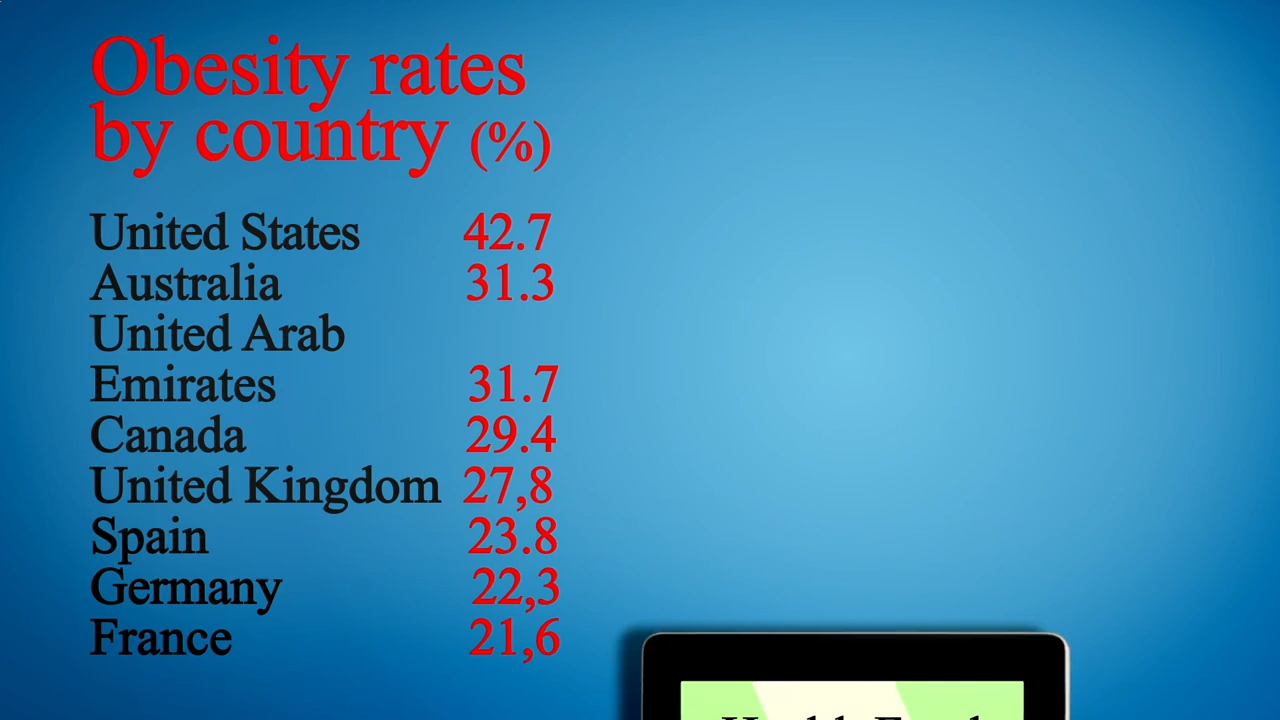 Obesity rates
by country (%)
United States 42.7
Australia 31.3
United Arab
Emirates 31.7
Canada 29.4
United Kingdom 27,8
Spain 23.8
Germany 22,3
France 21,6